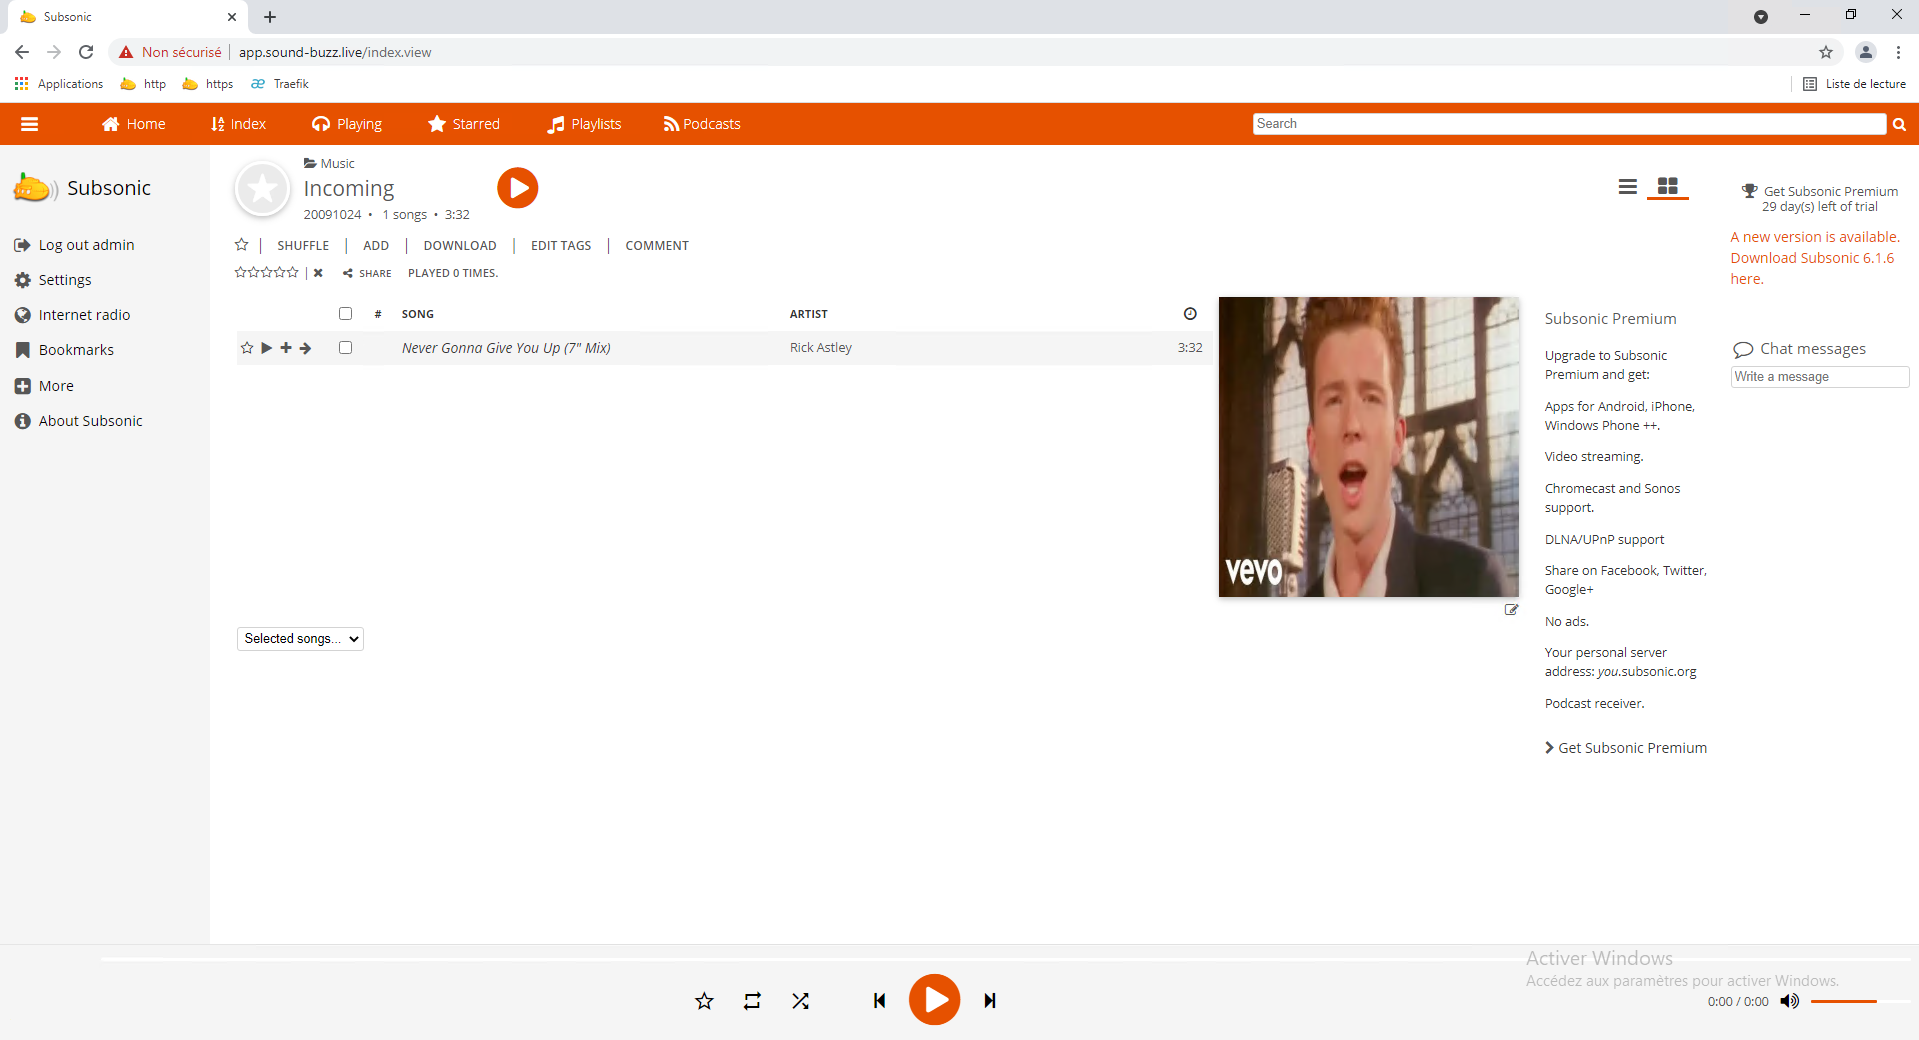 Subsonic
Non sécurisé app.sound-buzz.live/index.view
Applications http https Traefik Liste de lecture
Home Index Playing Starred Playlists Podcasts Search
Subsonic
Log out admin
Settings
Internet radio
Bookmarks
More
About Subsonic
Music
Incoming
20091024 • 1 songs • 3:32
SHUFFLE ADD DOWNLOAD EDIT TAGS COMMENT
SHARE PLAYED 0 TIMES.
# SONG ARTIST
Never Gonna Give You Up (7" Mix) Rick Astley 3:32
vevo
Selected songs...
Subsonic Premium
Upgrade to Subsonic
Premium and get:
Apps for Android, iPhone,
Windows Phone ++.
Video streaming.
Chromecast and Sonos
support.
DLNA/UPnP support
Share on Facebook, Twitter,
Google+
No ads.
Your personal server
address: you.subsonic.org
Podcast receiver.
Get Subsonic Premium
Get Subsonic Premium
29 day(s) left of trial
A new version is available.
Download Subsonic 6.1.6
here.
Chat messages
Write a message
Activer Windows
Accédez aux paramètres pour activer Windows.
0:00 / 0:00